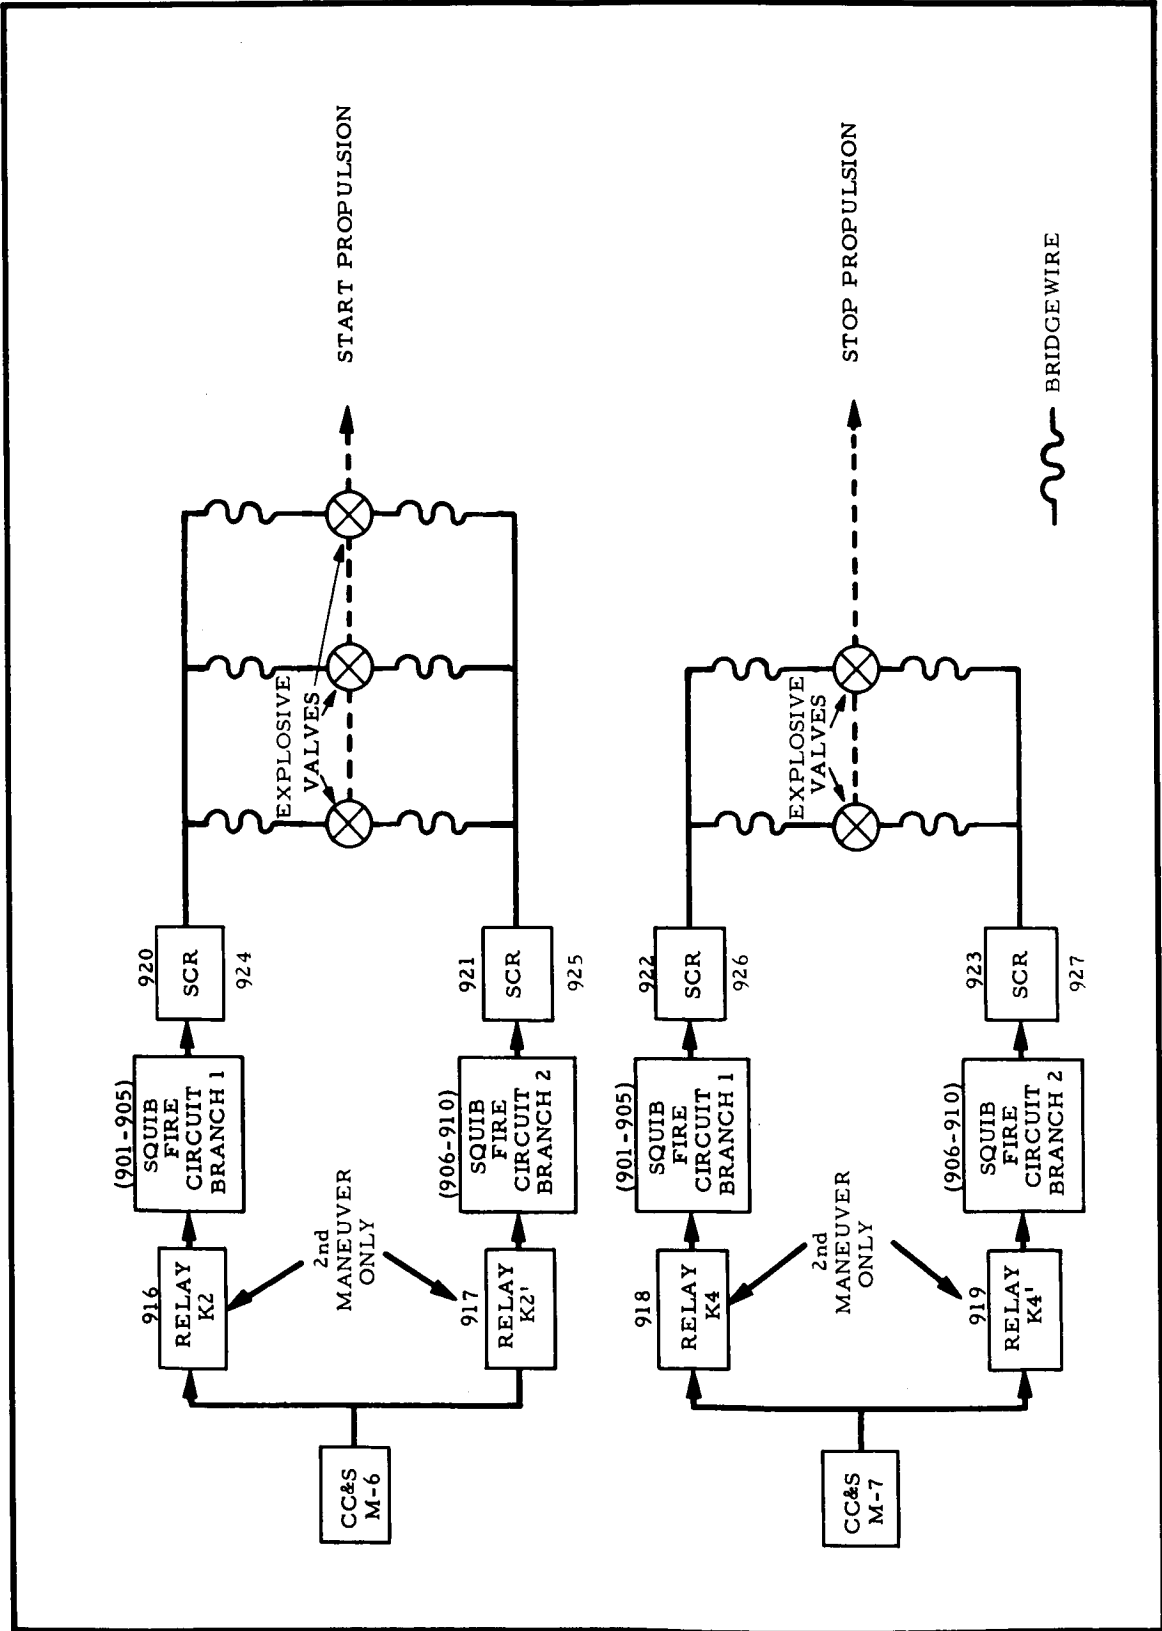 CC&S
M-6
916
RELAY
K2
2nd
MANEUVER
ONLY
917
RELAY
K2'
(901-905)
SQUIB
FIRE
CIRCUIT
BRANCH 1
(906-910)
SQUIB
FIRE
CIRCUIT
BRANCH 2
920
SCR
924
921
SCR
925
EXPLOSIVE
VALVES
START PROPULSION
CC&S
M-7
918
RELAY
K4
2nd
MANEUVER
ONLY
919
RELAY
K4'
(901-905)
SQUIB
FIRE
CIRCUIT
BRANCH 1
(906-910)
SQUIB
FIRE
CIRCUIT
BRANCH 2
922
SCR
926
923
SCR
927
EXPLOSIVE
VALVES
STOP PROPULSION
BRIDGEWIRE